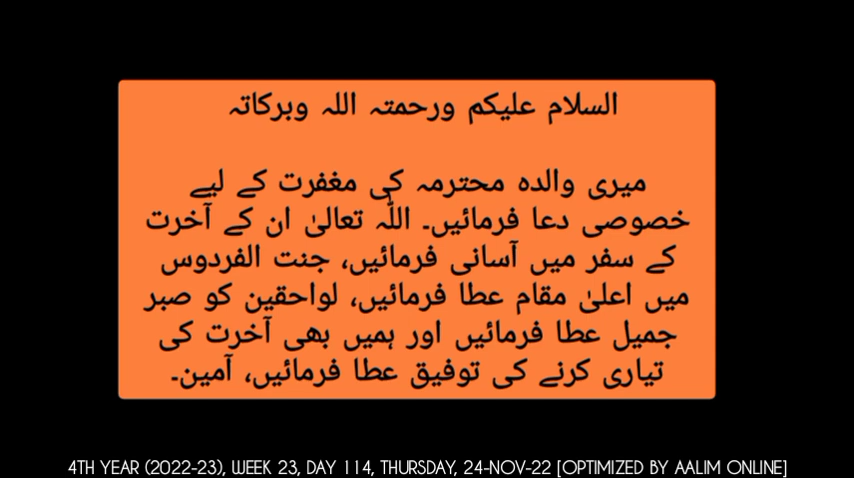 السلام علیکم ورحمتہ اللہ وبرکاتہ
میری والدہ محترمہ کی مغفرت کے لیے
خصوصی دعا فرمائیں۔ اللّٰہ تعالیٰ ان کے آخرت
کے سفر میں آسانی فرمائیں، جنت الفردوس
میں اعلیٰ مقام عطا فرمائیں، لواحقین کو صبر
جمیل عطا فرمائیں اور ہمیں بھی آخرت کی
تیاری کرنے کی توفیق عطا فرمائیں، آمین۔
4TH YEAR (2022-23), WEEK 23, DAY 114, THURSDAY, 24-NOV-22 [OPTIMIZED BY AALIM ONLINE]